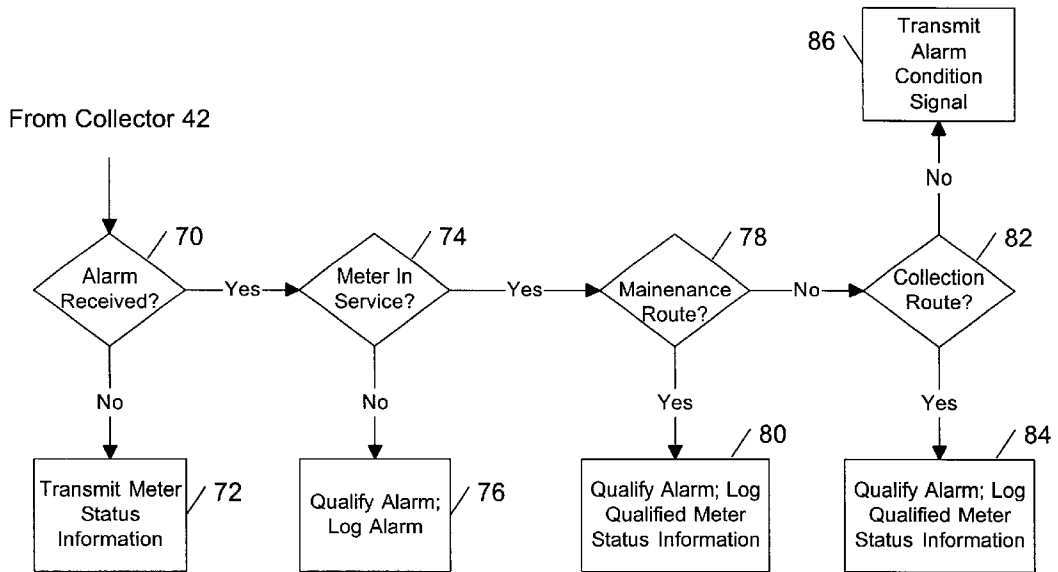 86
Transmit
Alarm
Condition
Signal
From Collector 42
No
70
74
78
82
Alarm
Received?
Yes
Meter In
Service?
Yes
Mainenance
Route?
No
Collection
Route?
No
No
Yes
Yes
72
Transmit Meter
Status
Information
76
Qualify Alarm;
Log Alarm
80
Qualify Alarm; Log
Qualified Meter
Status Information
84
Qualify Alarm; Log
Qualified Meter
Status Information